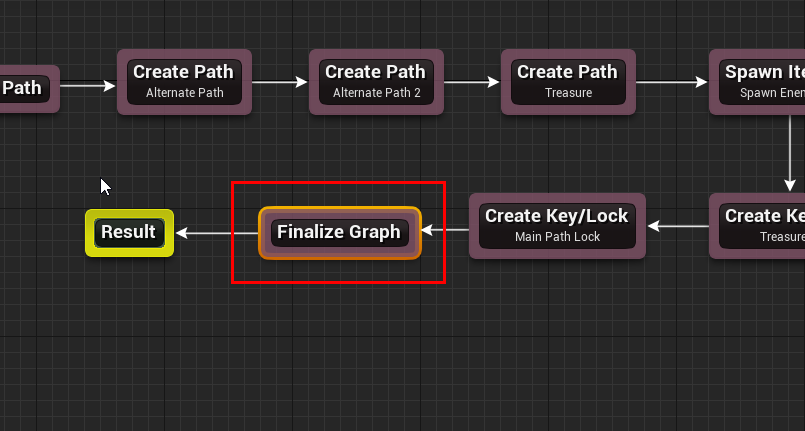 Path
Create Path
Alternate Path
Create Path
Alternate Path 2
Create Path
Treasure
Spawn Ite
Spawn Enem
Result
Finalize Graph
Create Key/Lock
Main Path Lock
Create Ke
Treasure